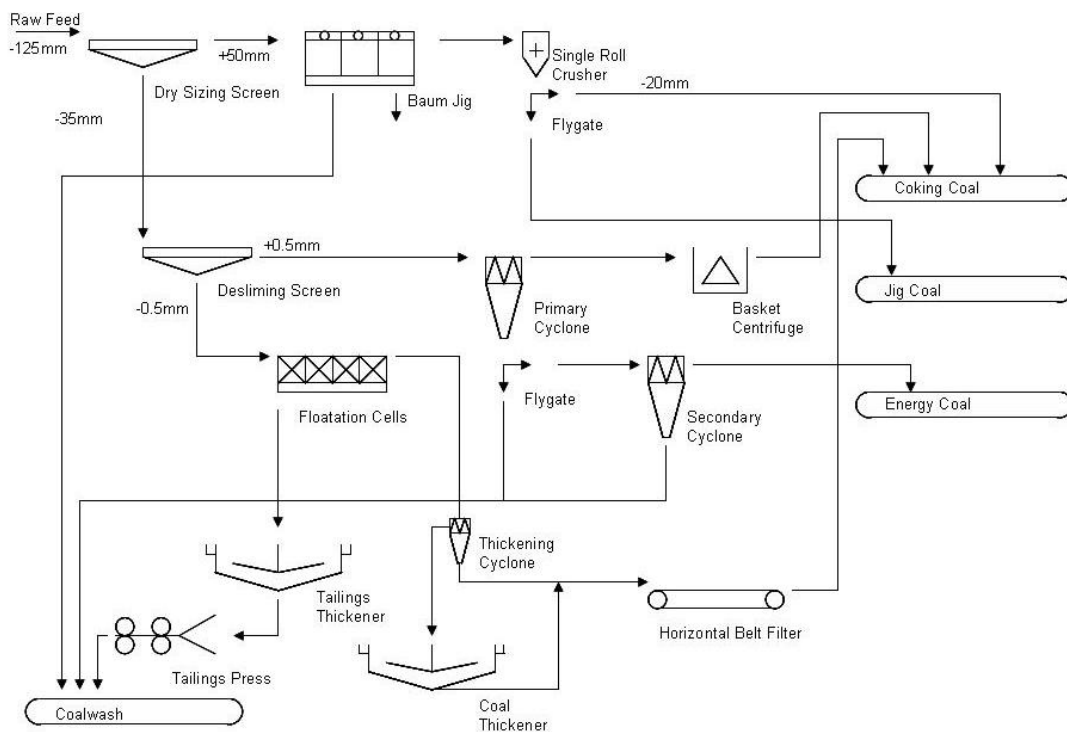 Raw Feed
-125mm
+50mm
Dry Sizing Screen
Baum Jig
Single Roll
Crusher
-20mm
-35mm
Flygate
Coking Coal
+0.5mm
Desliming Screen
-0.5mm
Primary
Cyclone
Basket
Centrifuge
Jig Coal
Floatation Cells
Flygate
Secondary
Cyclone
Energy Coal
Thickening
Cyclone
Tailings
Thickener
Horizontal Belt Filter
Tailings Press
Coal
Thickener
Coalwash